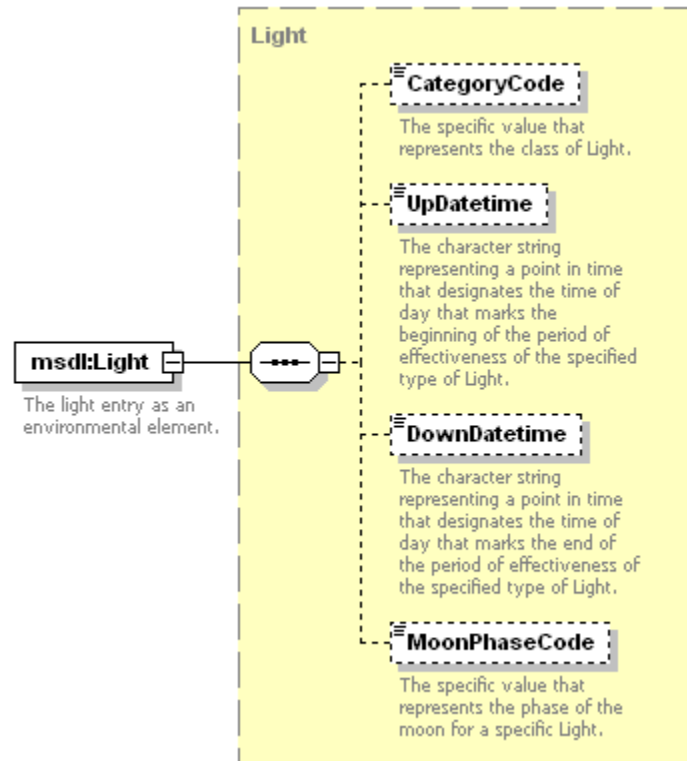 Light
CategoryCode
The specific value that
represents the class of Light.
UpDatetime
The character string
representing a point in time
that designates the time of
day that marks the
beginning of the period of
effectiveness of the specified
type of Light.
msdl:Light
The light entry as an
environmental element.
DownDatetime
The character string
representing a point in time
that designates the time of
day that marks the end of
the period of effectiveness of
the specified type of Light.
MoonPhaseCode
The specific value that
represents the phase of the
moon for a specific Light.